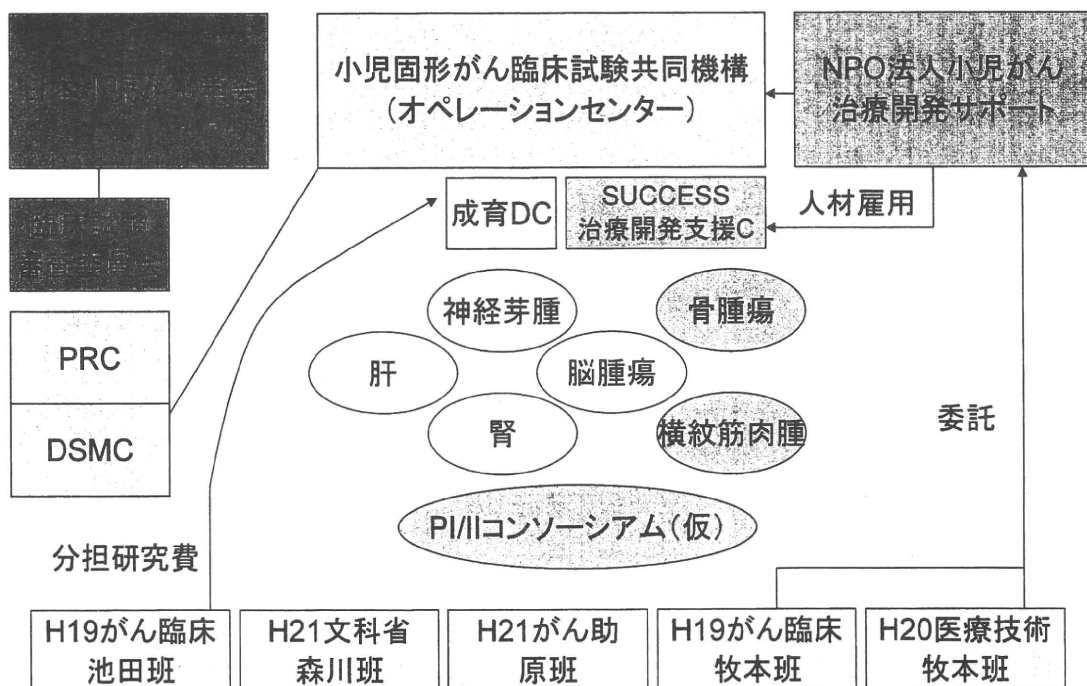 小児固形がん臨床試験共同機構
（オペレーションセンター）
NPO法人小児がん
治療開発サポート
成育DC
SUCCESS
治療開発支援C
人材雇用
神経芽腫
骨腫瘍
肝
脳腫瘍
腎
横紋筋肉腫
PRC
DSMC
委託
PI/IIコンソーシアム（仮）
分担研究費
H19がん臨床
池田班
H21文科省
森川班
H21がん助
原班
H19がん臨床
牧本班
H20医療技術
牧本班